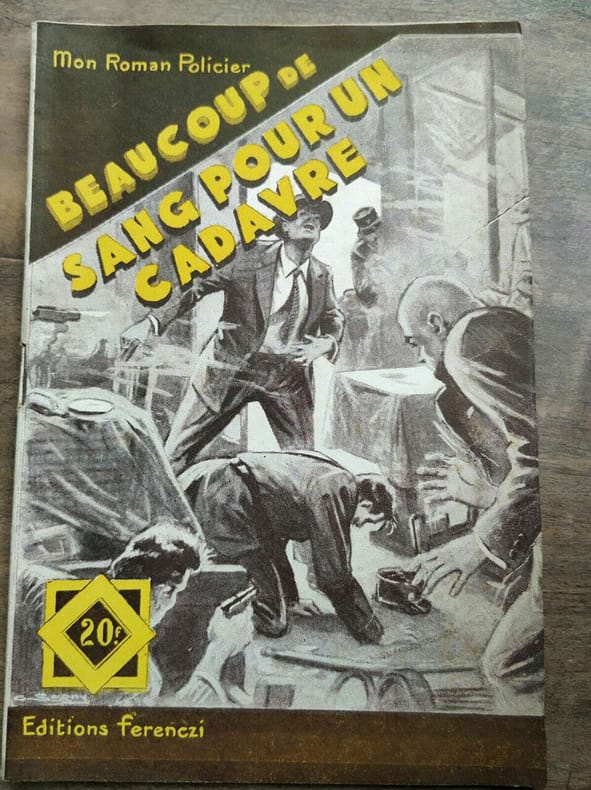 Mon Roman Policier
BEAUCOUP DE
SANG POUR UN
CADAVRE
20F
Editions Ferenczi